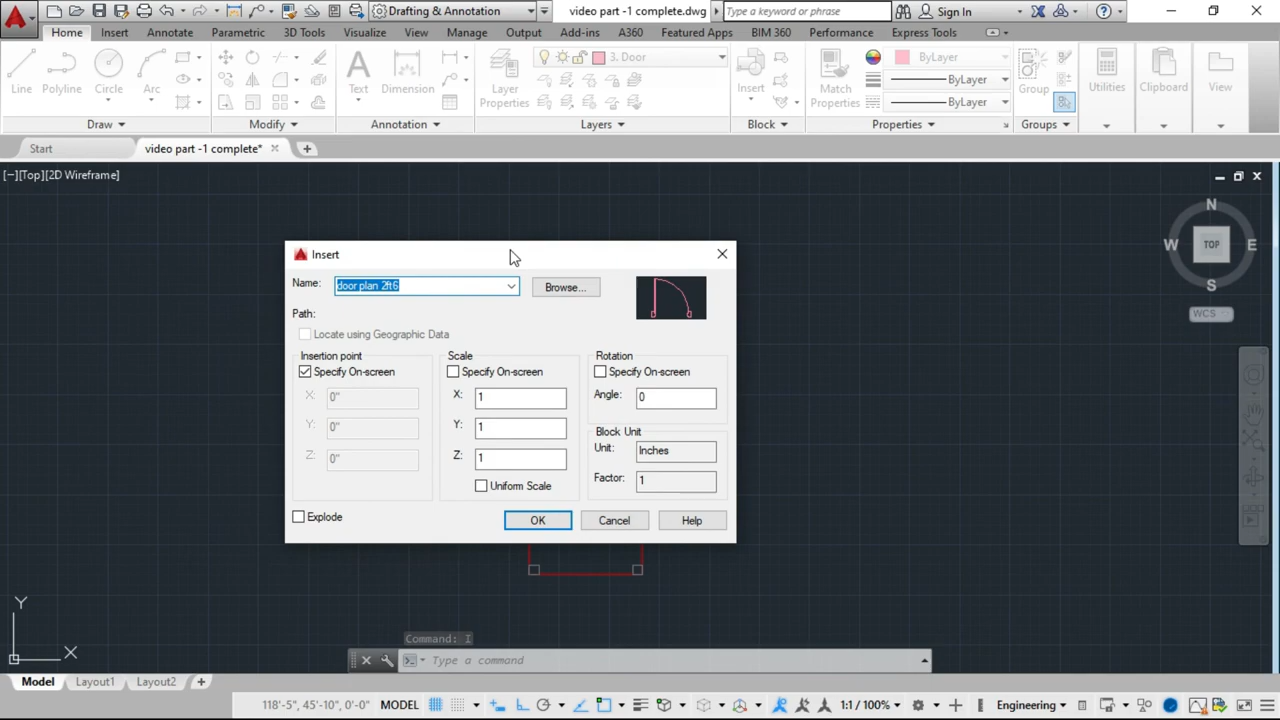 Drafting & Annotation
video part -1 complete.dwg
Type a keyword or phrase
Sign In
Home Insert Annotate Parametric 3D Tools Visualize View Manage Output Add-ins A360 Featured Apps BIM 360 Performance Express Tools
Line
Polyline
Circle
Arc
Text
Dimension
Layer
Properties
3. Door
Insert
Match
Properties
ByLayer
ByLayer
ByLayer
Group
Utilities
Clipboard
View
Draw
Modify
Annotation
Layers
Block
Properties
Groups
Start
video part -1 complete*
[−][Top][2D Wireframe]
N
W
TOP
E
S
WCS
Insert
Name:
door plan 2ft6
Browse...
Path:
Locate using Geographic Data
Insertion point
Specify On-screen
X: 0"
Y: 0"
Z: 0"
Scale
Specify On-screen
X: 1
Y: 1
Z: 1
Uniform Scale
Rotation
Specify On-screen
Angle: 0
Block Unit
Unit: Inches
Factor: 1
Explode
OK
Cancel
Help
Y
X
Command: I
Type a command
Model
Layout1
Layout2
118'-5", 45'-10", 0'-0"
MODEL
1:1 / 100%
Engineering